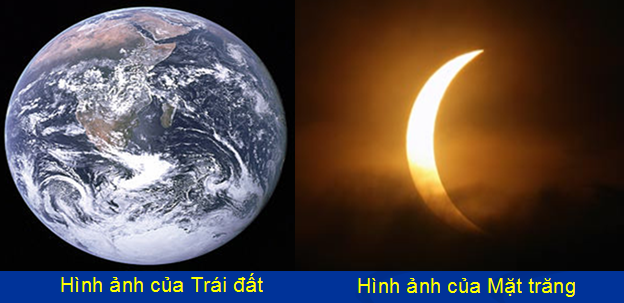 Hình ảnh của Trái đất
Hình ảnh của Mặt trăng